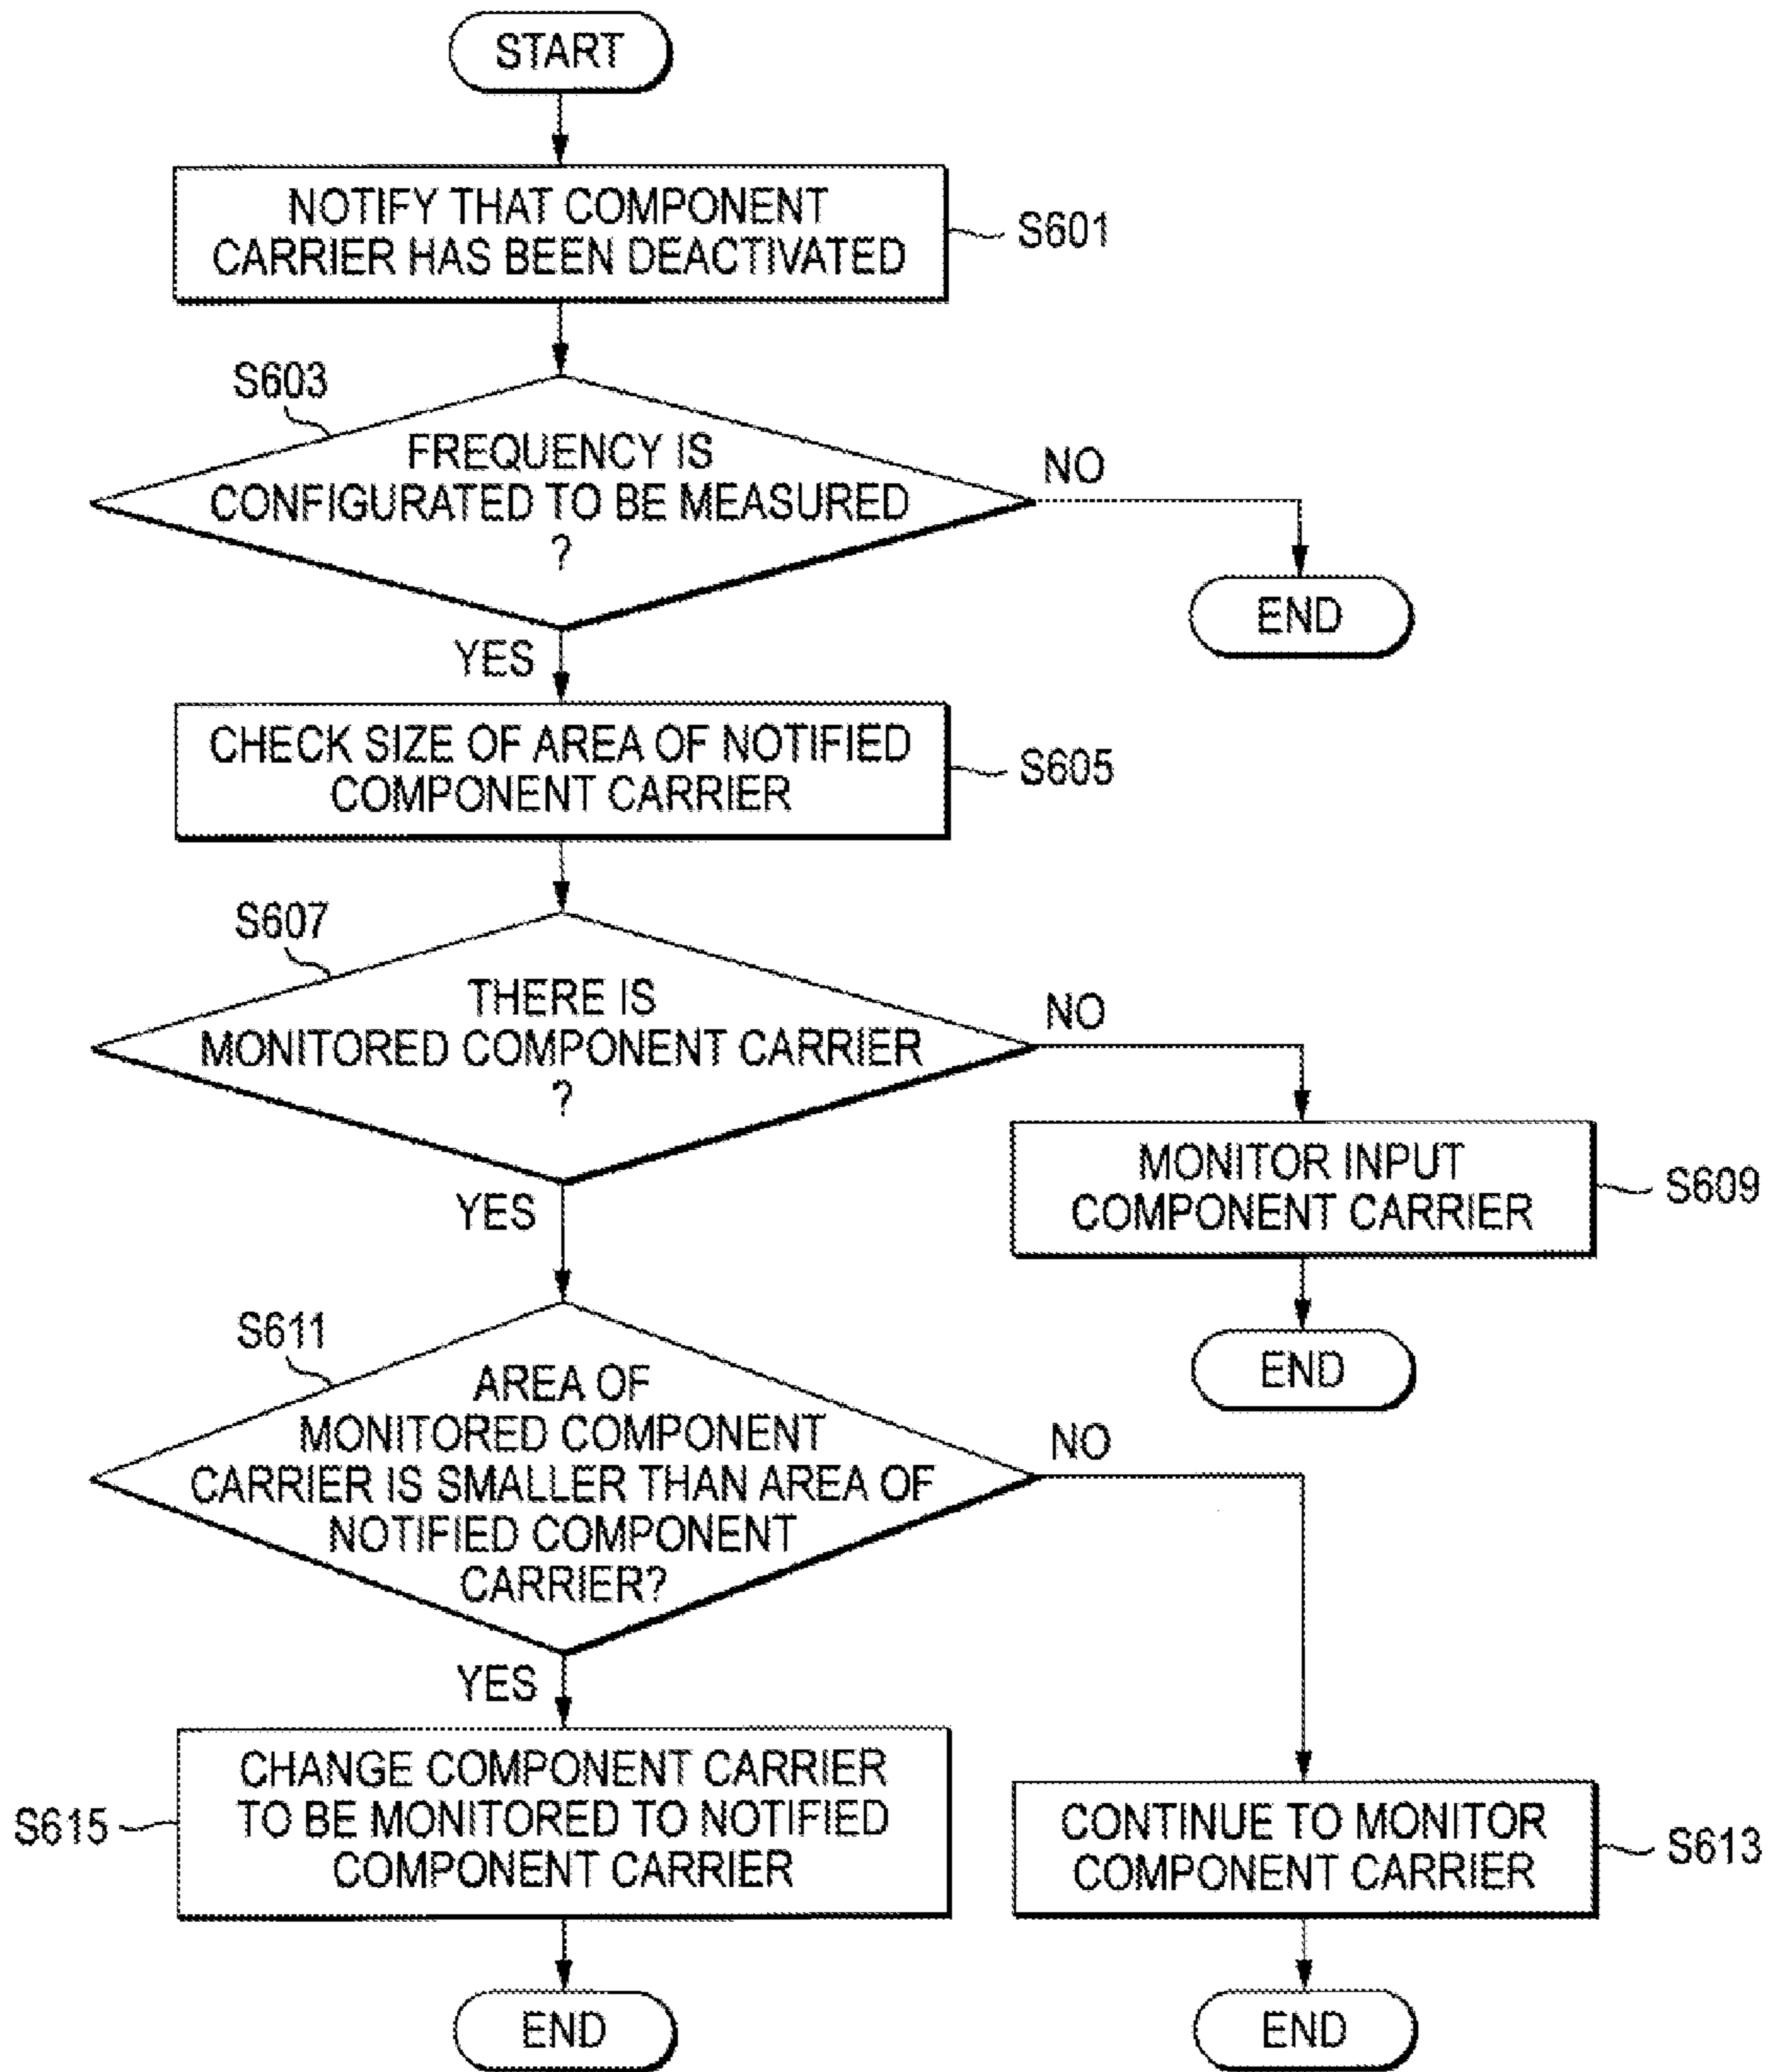 START
NOTIFY THAT COMPONENT
CARRIER HAS BEEN DEACTIVATED
S601
S603
FREQUENCY IS
CONFIGURATED TO BE MEASURED
?
NO
END
YES
CHECK SIZE OF AREA OF NOTIFIED
COMPONENT CARRIER
S605
S607
THERE IS
MONITORED COMPONENT CARRIER
?
NO
MONITOR INPUT
COMPONENT CARRIER
S609
END
YES
S611
AREA OF
MONITORED COMPONENT
CARRIER IS SMALLER THAN AREA OF
NOTIFIED COMPONENT
CARRIER?
NO
YES
CHANGE COMPONENT CARRIER
TO BE MONITORED TO NOTIFIED
COMPONENT CARRIER
S615
CONTINUE TO MONITOR
COMPONENT CARRIER
S613
END
END